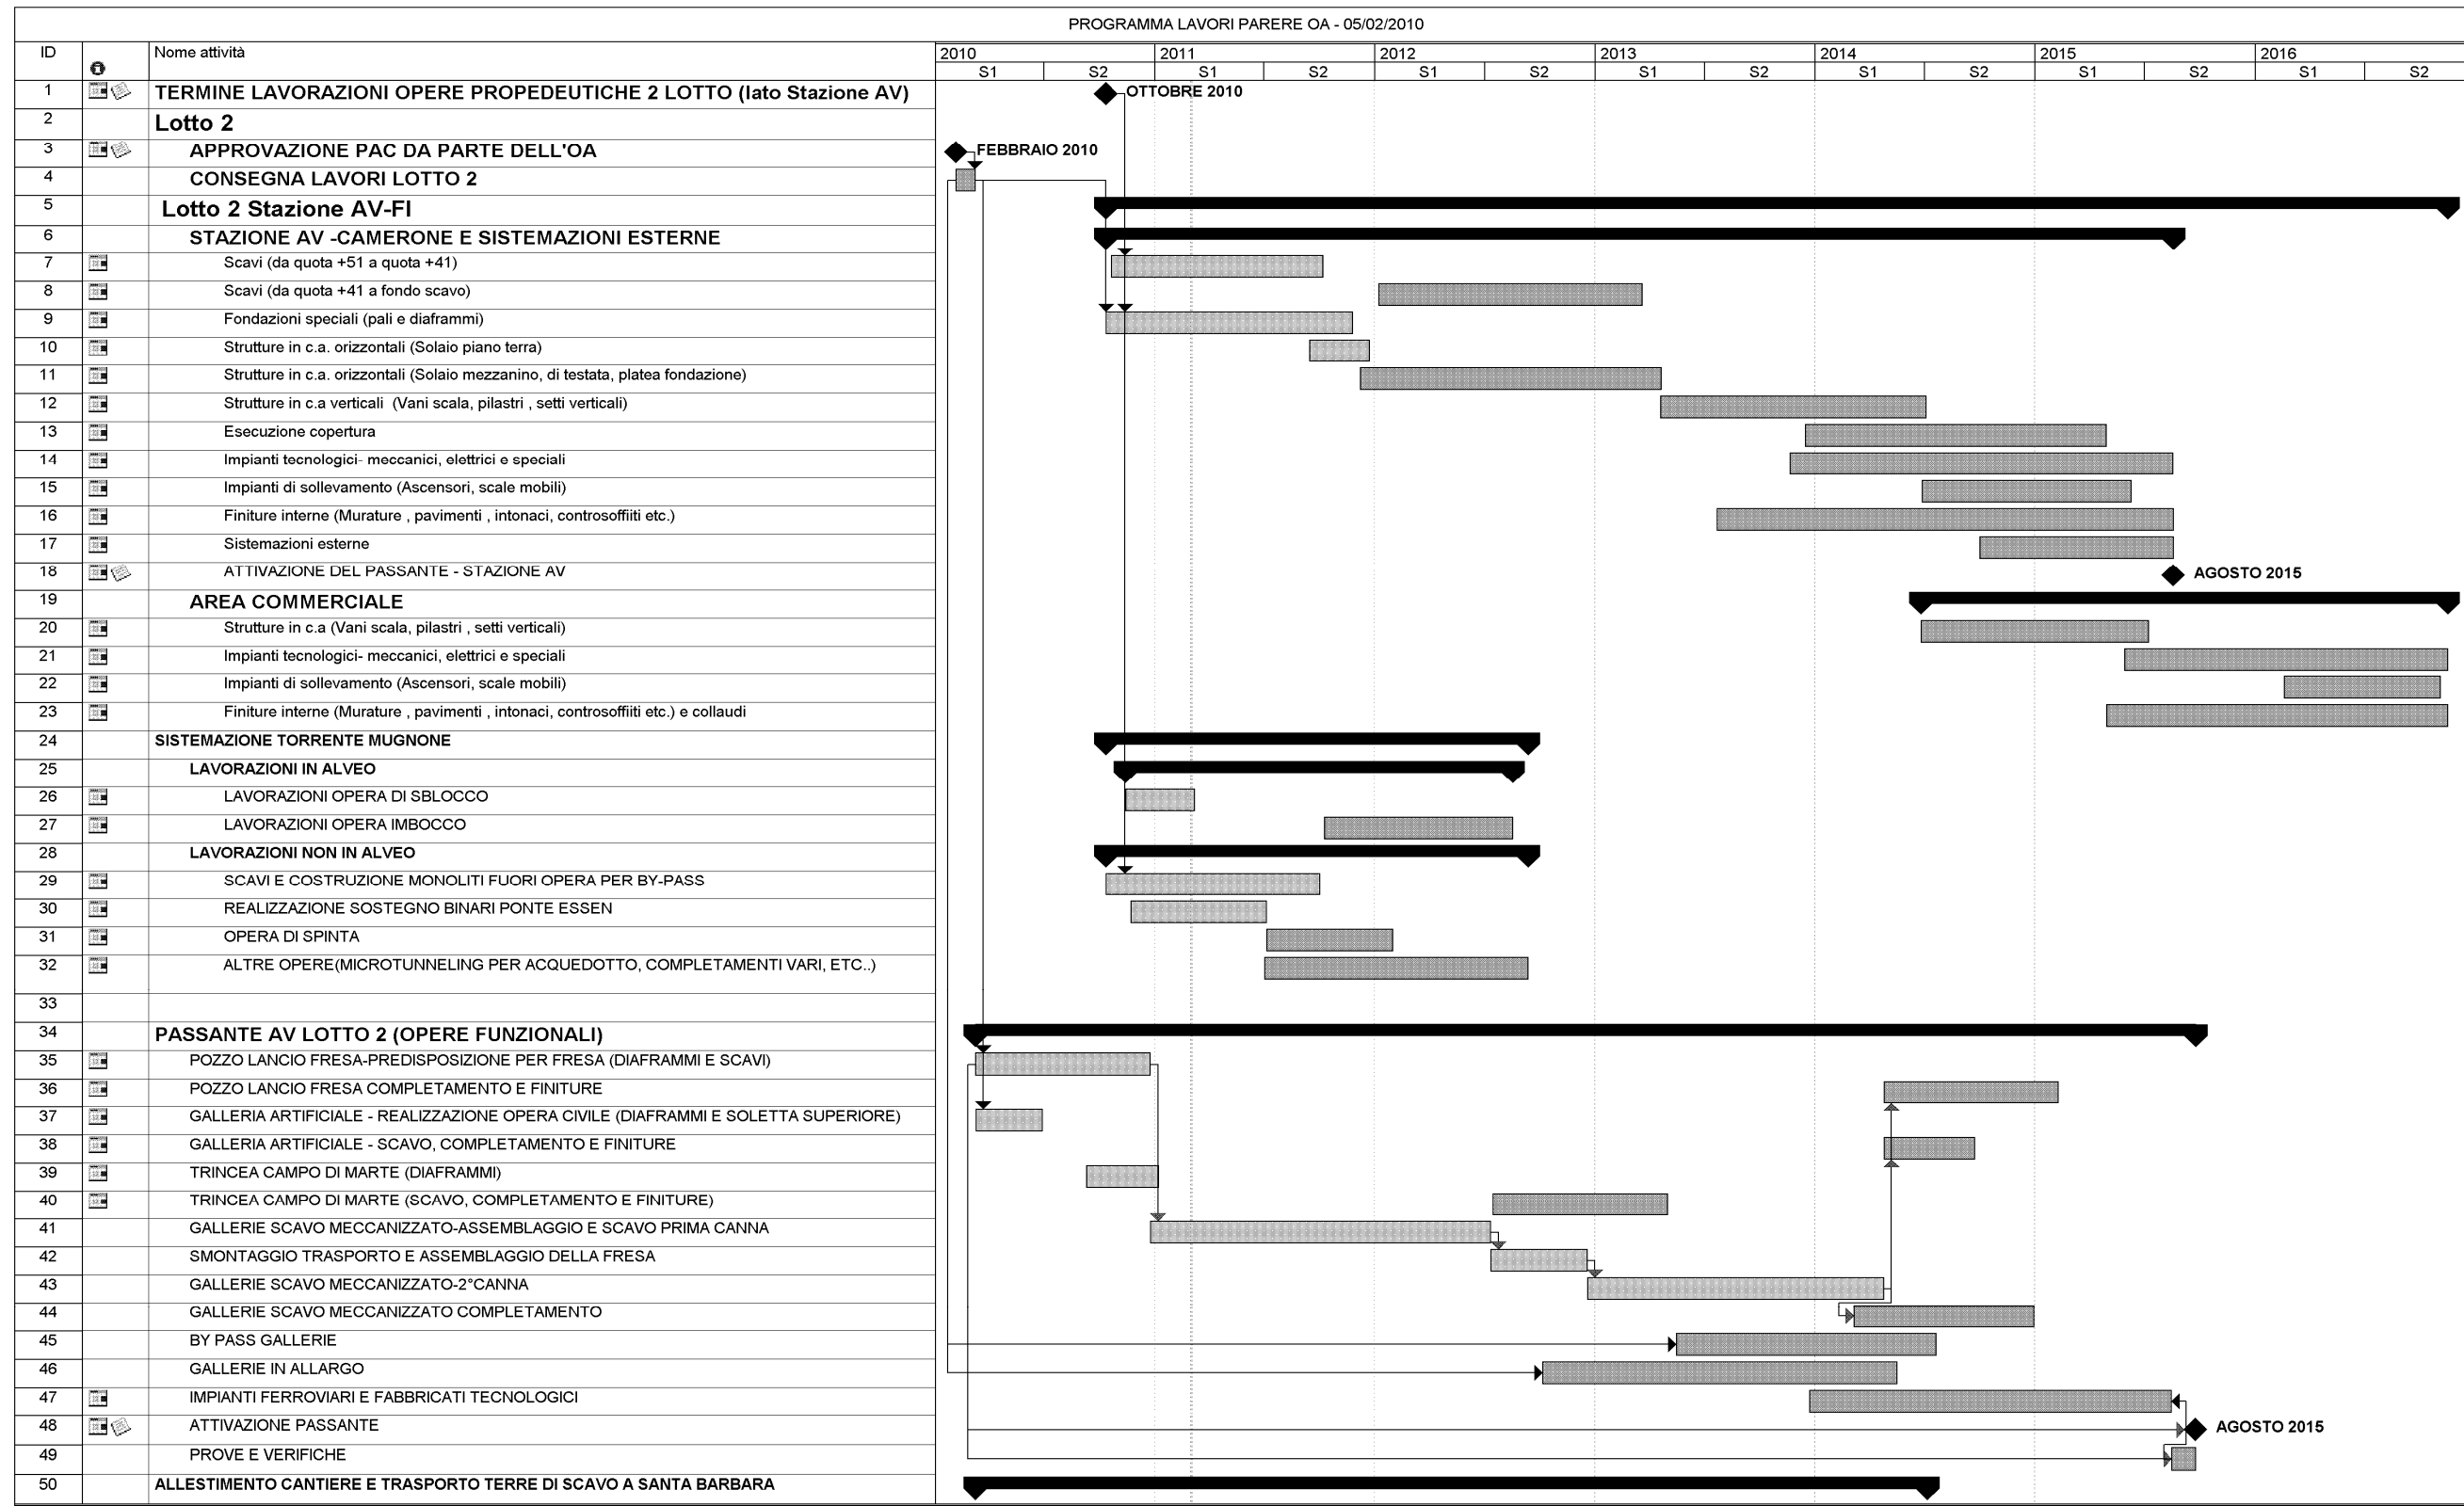 PROGRAMMA LAVORI PARERE OA - 05/02/2010
ID Nome attività 2010 2011 2012 2013 2014 2015 2016
S1 S2 S1 S2 S1 S2 S1 S2 S1 S2 S1 S2 S1 S2
1 TERMINE LAVORAZIONI OPERE PROPEDEUTICHE 2 LOTTO (lato Stazione AV) OTTOBRE 2010
2 Lotto 2
3 APPROVAZIONE PAC DA PARTE DELL'OA FEBBRAIO 2010
4 CONSEGNA LAVORI LOTTO 2
5 Lotto 2 Stazione AV-FI
6 STAZIONE AV -CAMERONE E SISTEMAZIONI ESTERNE
7 Scavi (da quota +51 a quota +41)
8 Scavi (da quota +41 a fondo scavo)
9 Fondazioni speciali (pali e diaframmi)
10 Strutture in c.a. orizzontali (Solaio piano terra)
11 Strutture in c.a. orizzontali (Solaio mezzanino, di testata, platea fondazione)
12 Strutture in c.a verticali (Vani scala, pilastri , setti verticali)
13 Esecuzione copertura
14 Impianti tecnologici- meccanici, elettrici e speciali
15 Impianti di sollevamento (Ascensori, scale mobili)
16 Finiture interne (Murature , pavimenti , intonaci, controsoffiiti etc.)
17 Sistemazioni esterne
18 ATTIVAZIONE DEL PASSANTE - STAZIONE AV AGOSTO 2015
19 AREA COMMERCIALE
20 Strutture in c.a (Vani scala, pilastri , setti verticali)
21 Impianti tecnologici- meccanici, elettrici e speciali
22 Impianti di sollevamento (Ascensori, scale mobili)
23 Finiture interne (Murature , pavimenti , intonaci, controsoffiiti etc.) e collaudi
24 SISTEMAZIONE TORRENTE MUGNONE
25 LAVORAZIONI IN ALVEO
26 LAVORAZIONI OPERA DI SBLOCCO
27 LAVORAZIONI OPERA IMBOCCO
28 LAVORAZIONI NON IN ALVEO
29 SCAVI E COSTRUZIONE MONOLITI FUORI OPERA PER BY-PASS
30 REALIZZAZIONE SOSTEGNO BINARI PONTE ESSEN
31 OPERA DI SPINTA
32 ALTRE OPERE(MICROTUNNELING PER ACQUEDOTTO, COMPLETAMENTI VARI, ETC..)
33
34 PASSANTE AV LOTTO 2 (OPERE FUNZIONALI)
35 POZZO LANCIO FRESA-PREDISPOSIZIONE PER FRESA (DIAFRAMMI E SCAVI)
36 POZZO LANCIO FRESA COMPLETAMENTO E FINITURE
37 GALLERIA ARTIFICIALE - REALIZZAZIONE OPERA CIVILE (DIAFRAMMI E SOLETTA SUPERIORE)
38 GALLERIA ARTIFICIALE - SCAVO, COMPLETAMENTO E FINITURE
39 TRINCEA CAMPO DI MARTE (DIAFRAMMI)
40 TRINCEA CAMPO DI MARTE (SCAVO, COMPLETAMENTO E FINITURE)
41 GALLERIE SCAVO MECCANIZZATO-ASSEMBLAGGIO E SCAVO PRIMA CANNA
42 SMONTAGGIO TRASPORTO E ASSEMBLAGGIO DELLA FRESA
43 GALLERIE SCAVO MECCANIZZATO-2°CANNA
44 GALLERIE SCAVO MECCANIZZATO COMPLETAMENTO
45 BY PASS GALLERIE
46 GALLERIE IN ALLARGO
47 IMPIANTI FERROVIARI E FABBRICATI TECNOLOGICI
48 ATTIVAZIONE PASSANTE AGOSTO 2015
49 PROVE E VERIFICHE
50 ALLESTIMENTO CANTIERE E TRASPORTO TERRE DI SCAVO A SANTA BARBARA